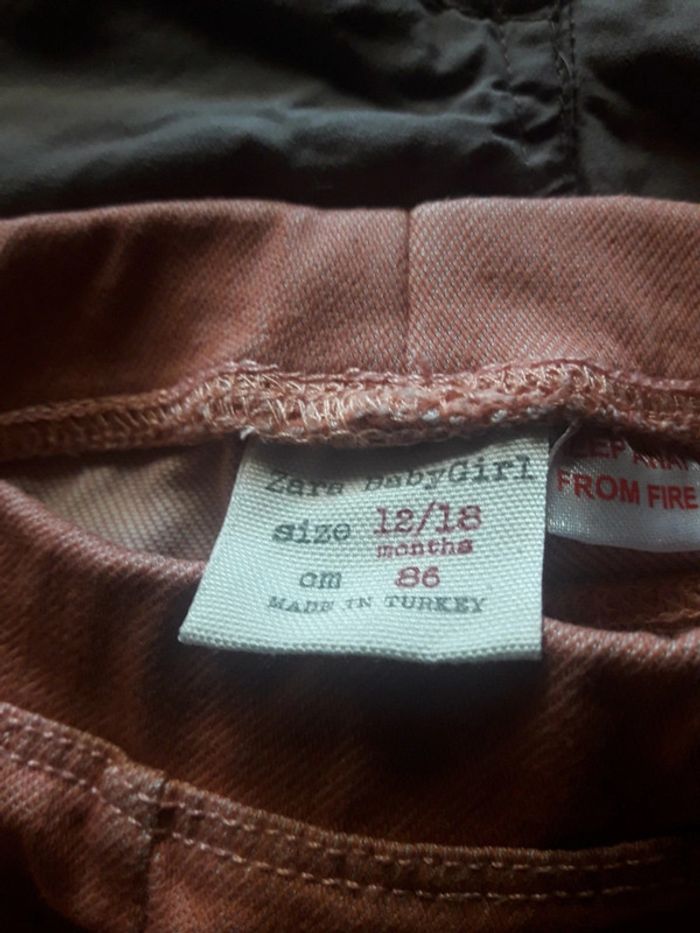 Zara BabyGirl
size 12/18
months
cm 86
MADE IN TURKEY
FROM FIRE